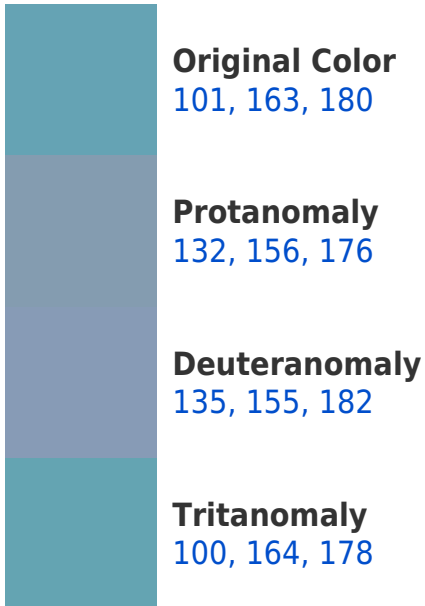 Original Color
101, 163, 180
Protanomaly
132, 156, 176
Deuteranomaly
135, 155, 182
Tritanomaly
100, 164, 178